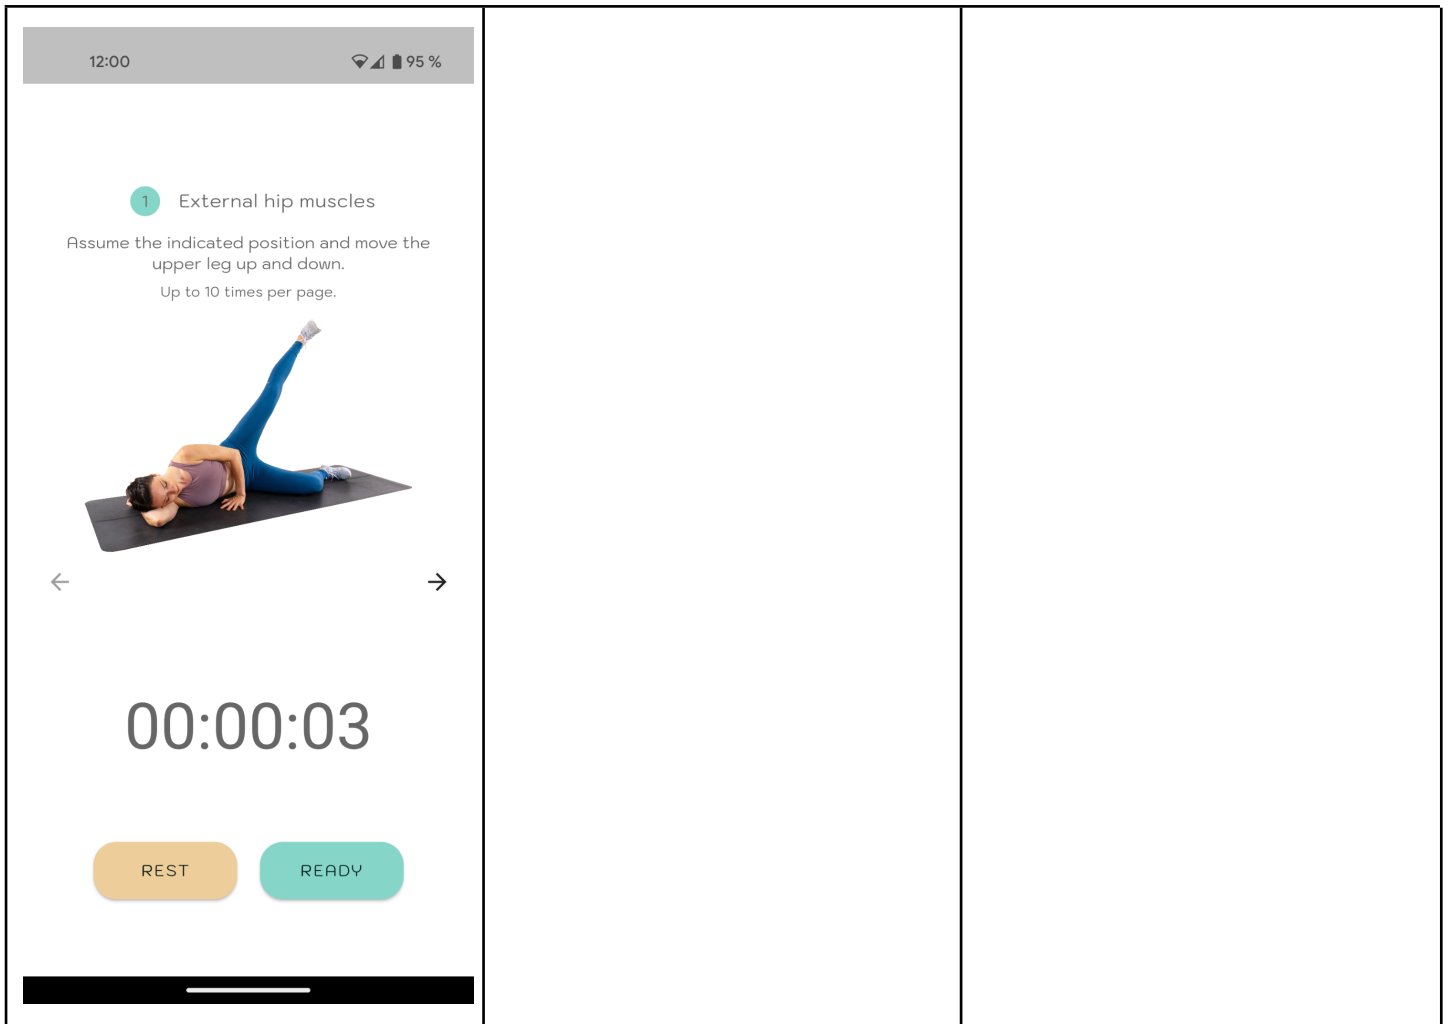 12:00
95 %
1 External hip muscles
Assume the indicated position and move the
upper leg up and down.
Up to 10 times per page.
00:00:03
REST
READY